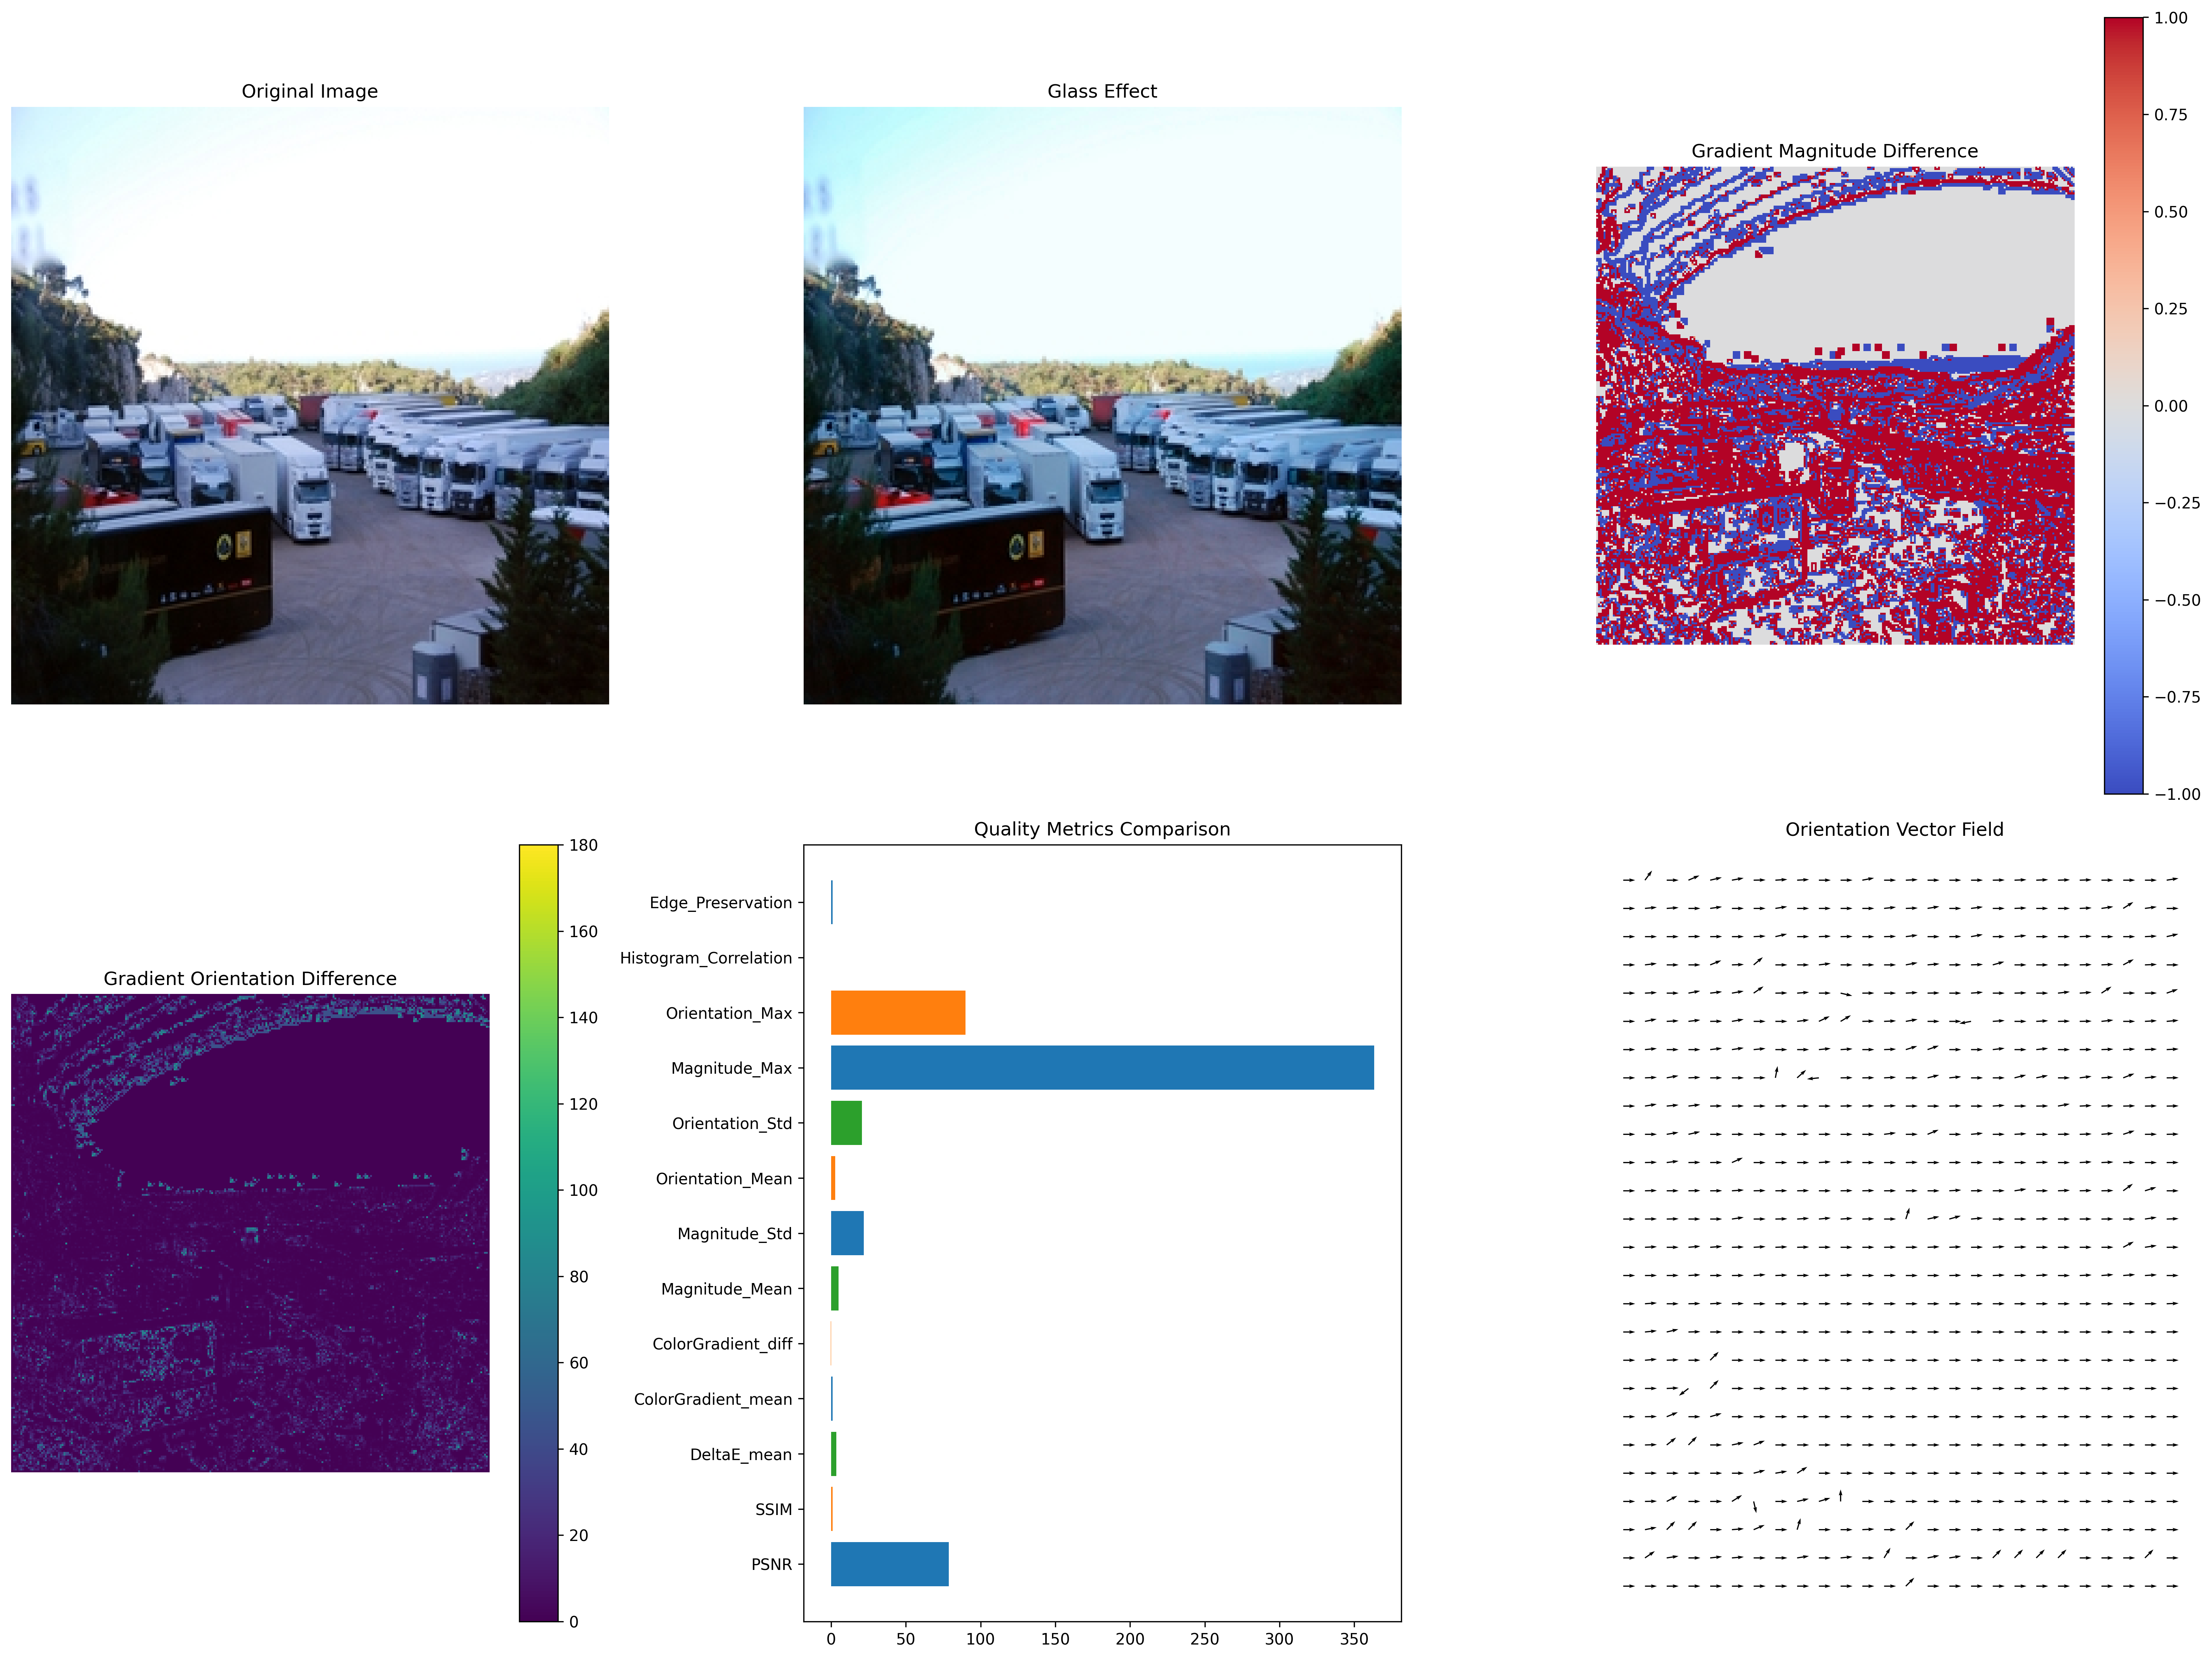 Original Image
Glass Effect
Gradient Magnitude Difference
1.00
0.75
0.50
0.25
0.00
−0.25
−0.50
−0.75
−1.00
Gradient Orientation Difference
180
160
140
120
100
80
60
40
20
0
Quality Metrics Comparison
Edge_Preservation
Histogram_Correlation
Orientation_Max
Magnitude_Max
Orientation_Std
Orientation_Mean
Magnitude_Std
Magnitude_Mean
ColorGradient_diff
ColorGradient_mean
DeltaE_mean
SSIM
PSNR
0 50 100 150 200 250 300 350
Orientation Vector Field